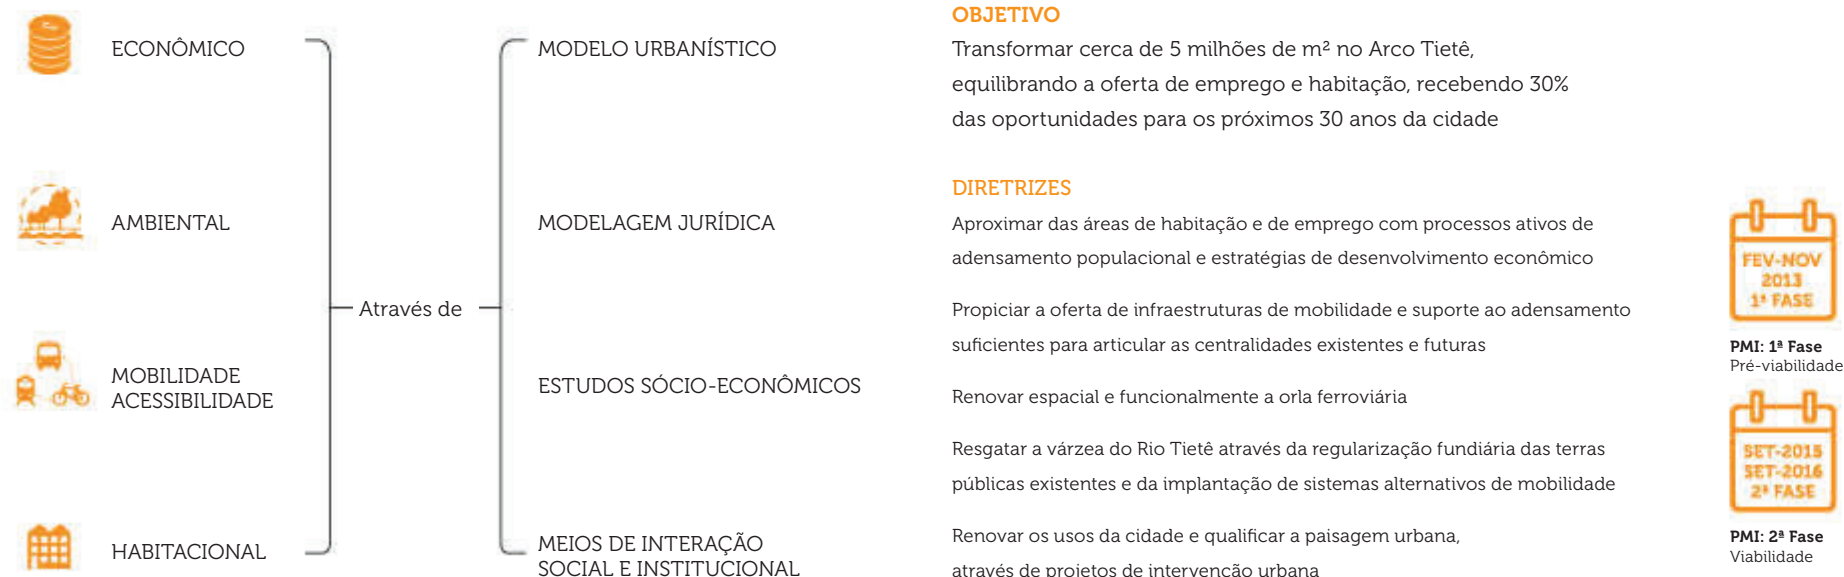 ECONÔMICO
AMBIENTAL
MOBILIDADE
ACESSIBILIDADE
HABITACIONAL
Através de
MODELO URBANÍSTICO
MODELAGEM JURÍDICA
ESTUDOS SÓCIO-ECONÔMICOS
MEIOS DE INTERAÇÃO
SOCIAL E INSTITUCIONAL
OBJETIVO
Transformar cerca de 5 milhões de m² no Arco Tietê,
equilibrando a oferta de emprego e habitação, recebendo 30%
das oportunidades para os próximos 30 anos da cidade
DIRETRIZES
Aproximar das áreas de habitação e de emprego com processos ativos de
adensamento populacional e estratégias de desenvolvimento econômico
Propiciar a oferta de infraestruturas de mobilidade e suporte ao adensamento
suficientes para articular as centralidades existentes e futuras
Renovar espacial e funcionalmente a orla ferroviária
Resgatar a várzea do Rio Tietê através da regularização fundiária das terras
públicas existentes e da implantação de sistemas alternativos de mobilidade
Renovar os usos da cidade e qualificar a paisagem urbana,
através de projetos de intervenção urbana
FEV-NOV
2013
1ª FASE
PMI: 1ª Fase
Pré-viabilidade
SET-2015
SET-2016
2ª FASE
PMI: 2ª Fase
Viabilidade